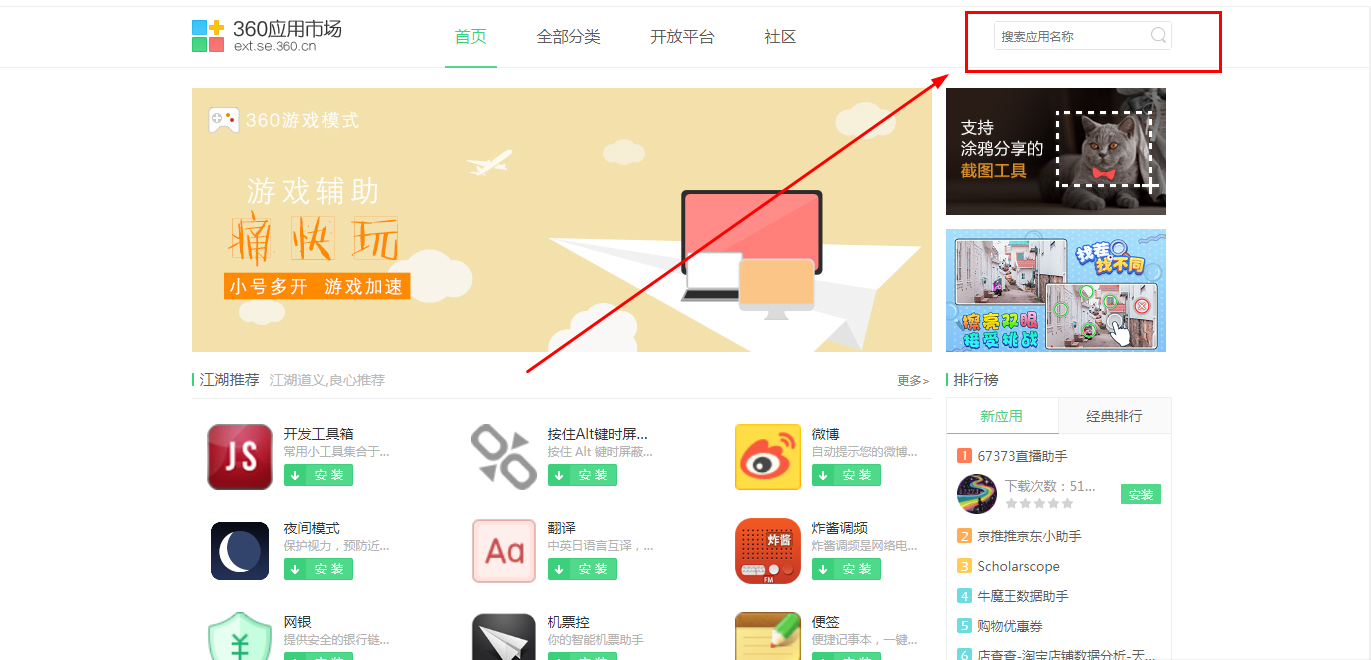 360应用市场
ext.se.360.cn
首页
全部分类
开放平台
社区
搜索应用名称
360游戏模式
游戏辅助
痛快玩
小号多开 游戏加速
支持
涂鸦分享的
截图工具
找茬
找不同
擦亮双眼
接受挑战
江湖推荐 江湖道义,良心推荐
更多>
JS
开发工具箱
常用小工具集合于...
安装
按住Alt键时屏...
按住 Alt 键时屏蔽...
安装
微博
自动提示您的微博...
安装
夜间模式
保护视力，预防近...
安装
Aa
翻译
中英日语言互译，...
安装
炸酱
FM
炸酱调频
炸酱调频是网络电...
安装
¥
网银
提供安全的银行链...
安装
机票控
你的智能机票助手
安装
便签
便捷记事本，一键...
安装
排行榜
新应用
经典排行
1 67373直播助手
下载次数：51...
安装
2 京推推京东小助手
3 Scholarscope
4 牛魔王数据助手
5 购物优惠券
6 店查查-淘宝店铺数据分析-天...